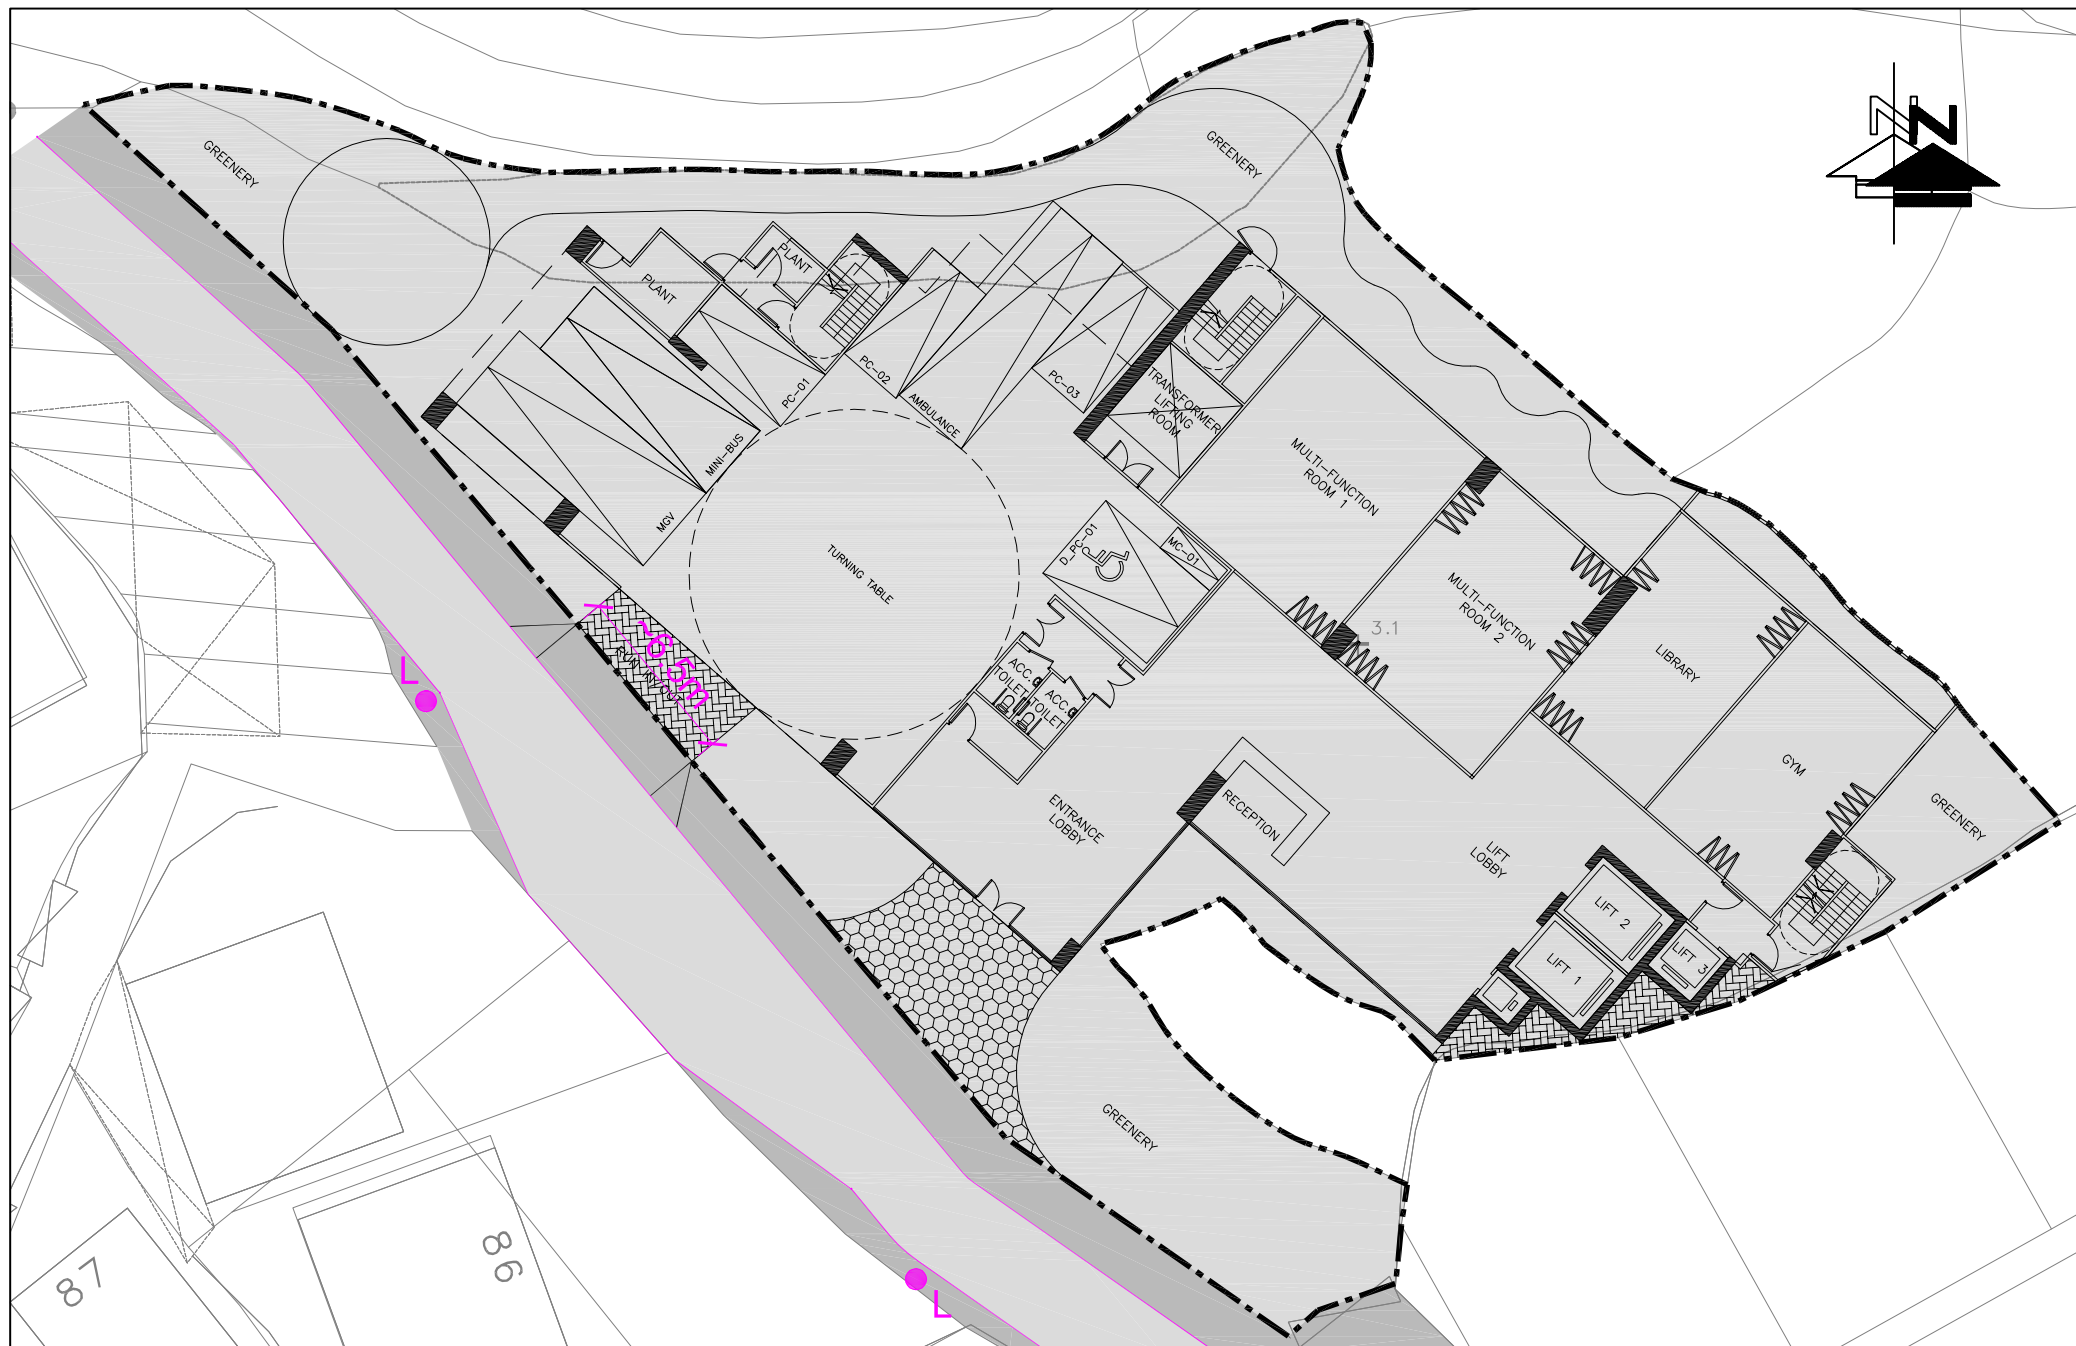 N
N
GREENERY
GREENERY
PLANT
PLANT
PC-01
PC-02
AMBULANCE
PC-03
TRANSFORMER
LIFTING
ROOM
MINI-BUS
MGV
MULTI-FUNCTION
ROOM 1
TURNING TABLE
D_PC-01
MC-01
MULTI-FUNCTION
ROOM 2
3.1
~6.5m
RUN IN/OUT
L
ACC.
TOILET
ACC.
TOILET
LIBRARY
GYM
GREENERY
ENTRANCE
LOBBY
RECEPTION
LIFT
LOBBY
LIFT 2
LIFT 1
LIFT 3
GREENERY
86
87
L